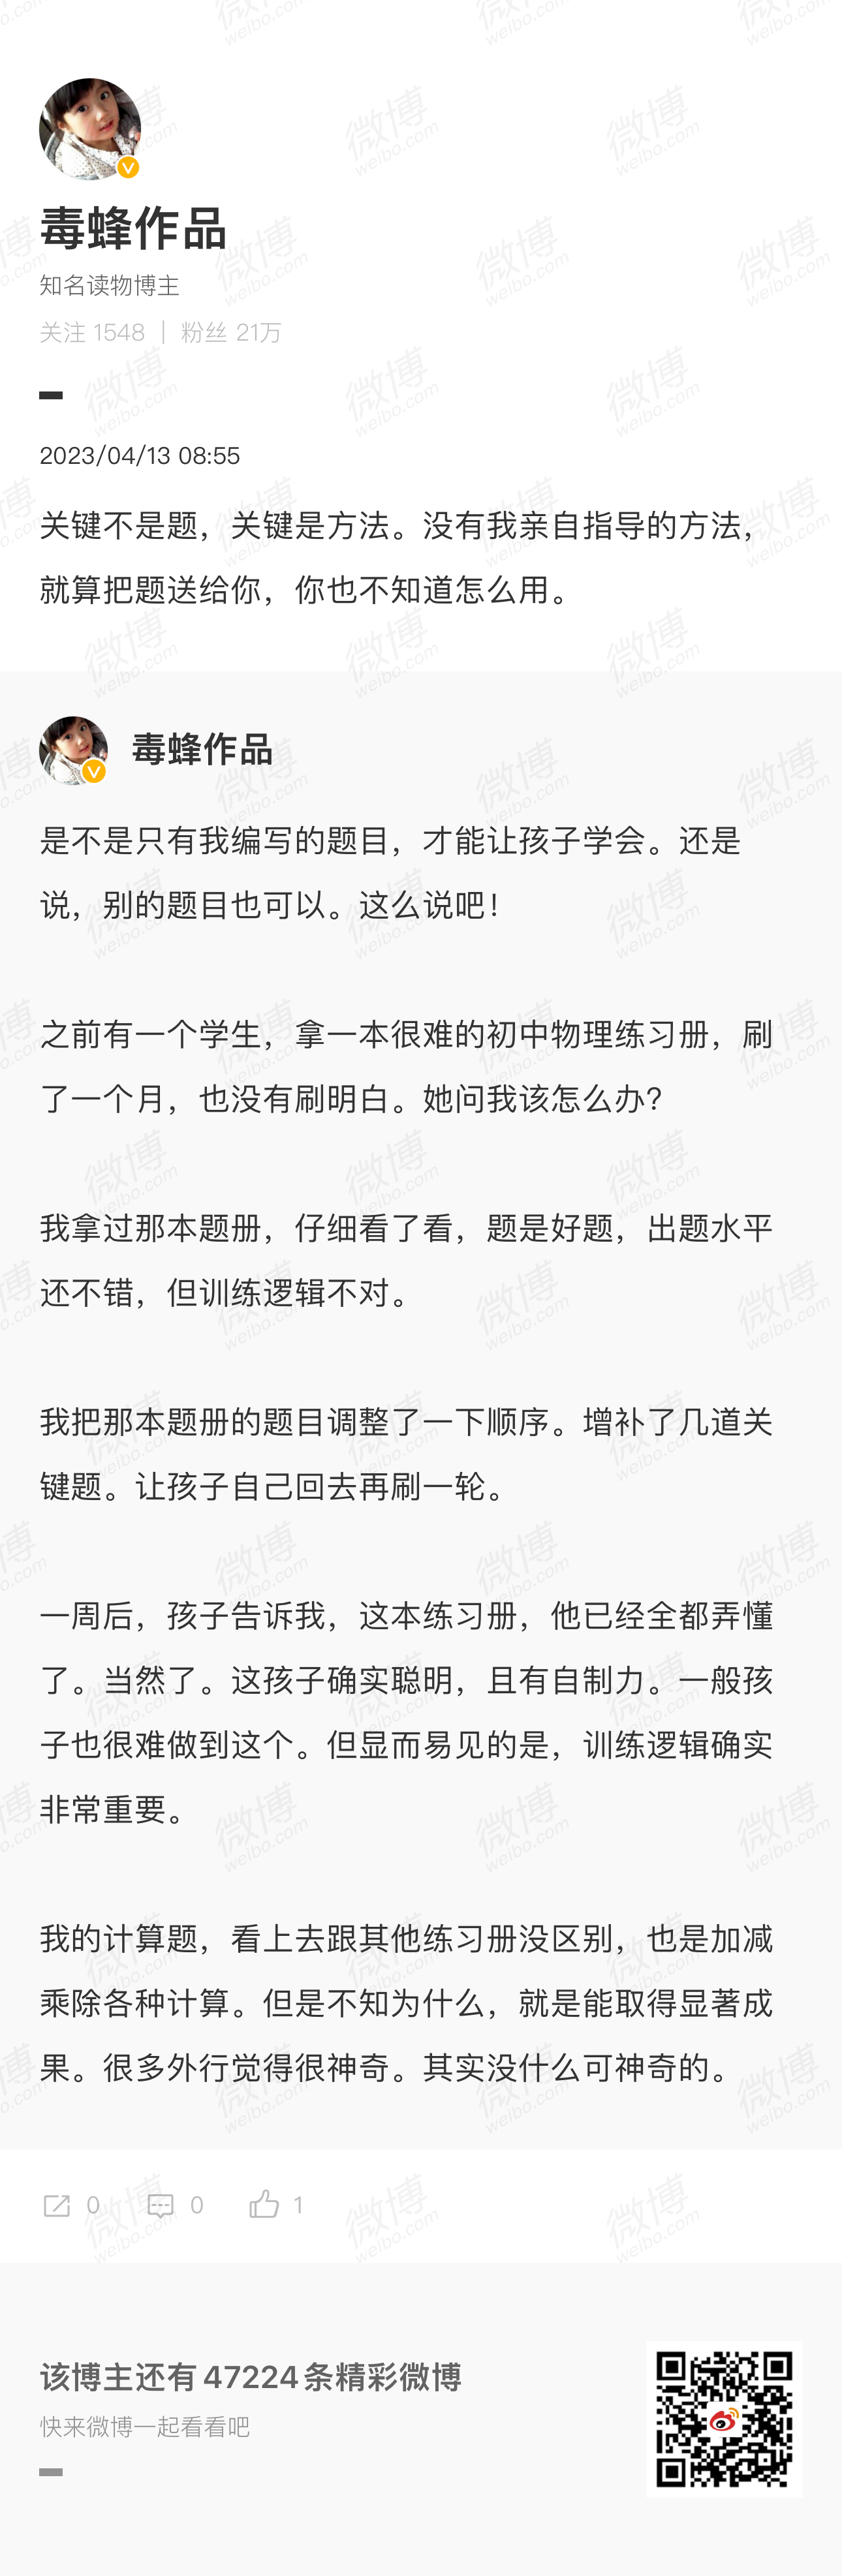 毒蜂作品
知名读物博主
关注 1548 | 粉丝 21万
2023/04/13 08:55
关键不是题，关键是方法。没有我亲自指导的方法，
就算把题送给你，你也不知道怎么用。
毒蜂作品
是不是只有我编写的题目，才能让孩子学会。还是
说，别的题目也可以。这么说吧！
之前有一个学生，拿一本很难的初中物理练习册，刷
了一个月，也没有刷明白。她问我该怎么办？
我拿过那本题册，仔细看了看，题是好题，出题水平
还不错，但训练逻辑不对。
我把那本题册的题目调整了一下顺序。增补了几道关
键题。让孩子自己回去再刷一轮。
一周后，孩子告诉我，这本练习册，他已经全都弄懂
了。当然了。这孩子确实聪明，且有自制力。一般孩
子也很难做到这个。但显而易见的是，训练逻辑确实
非常重要。
我的计算题，看上去跟其他练习册没区别，也是加减
乘除各种计算。但是不知为什么，就是能取得显著成
果。很多外行觉得很神奇。其实没什么可神奇的。
0 0 1
该博主还有 47224 条精彩微博
快来微博一起看看吧
微博
weibo.com